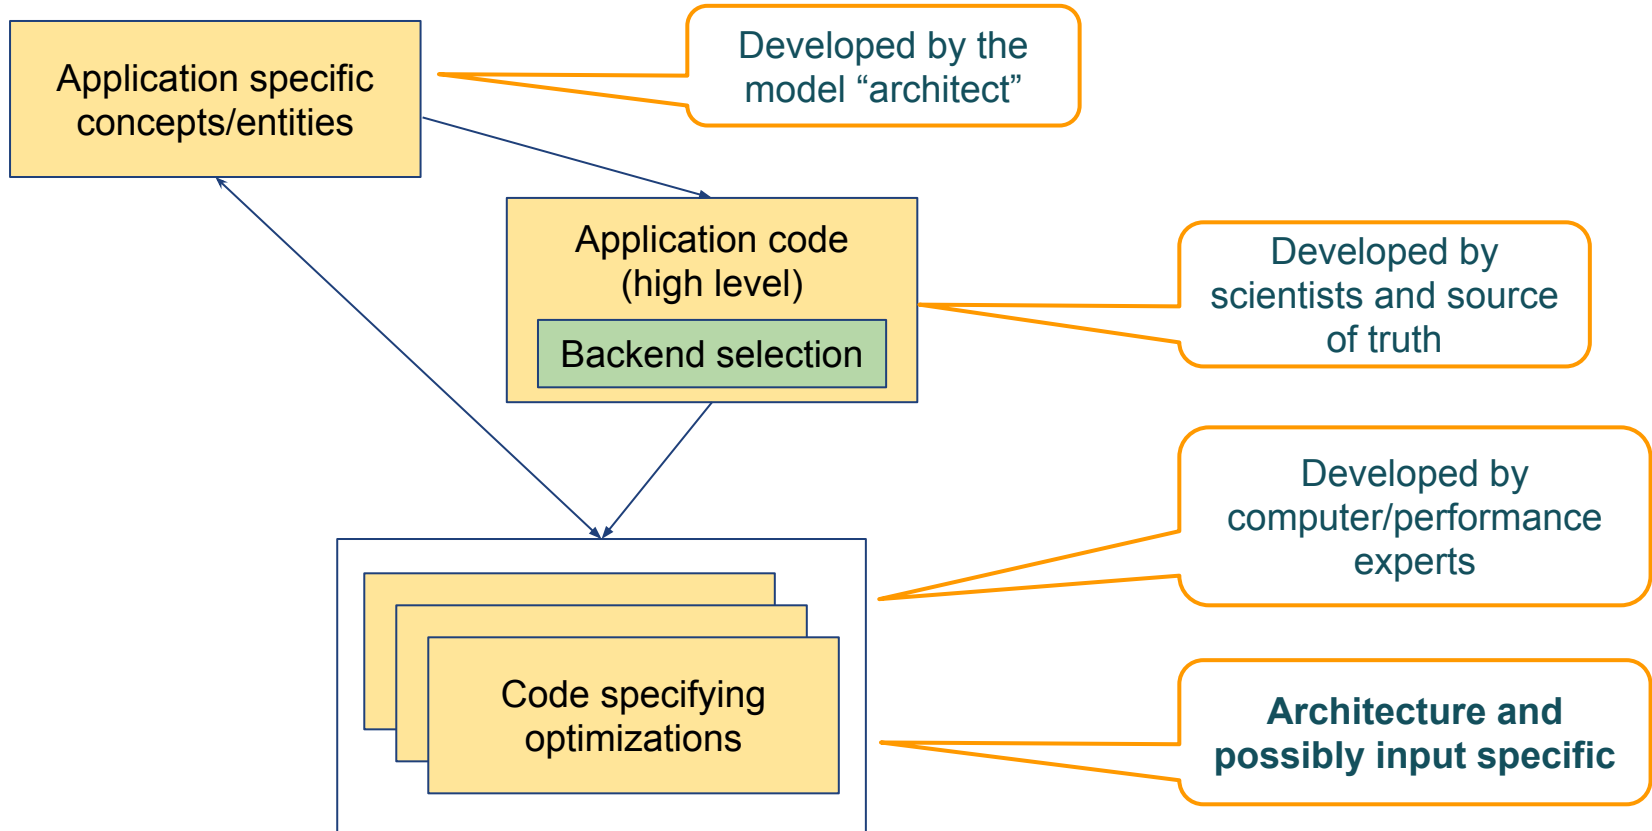 Application specific
concepts/entities
Developed by the
model “architect”
Application code
(high level)
Backend selection
Developed by
scientists and source
of truth
Developed by
computer/performance
experts
Code specifying
optimizations
Architecture and
possibly input specific